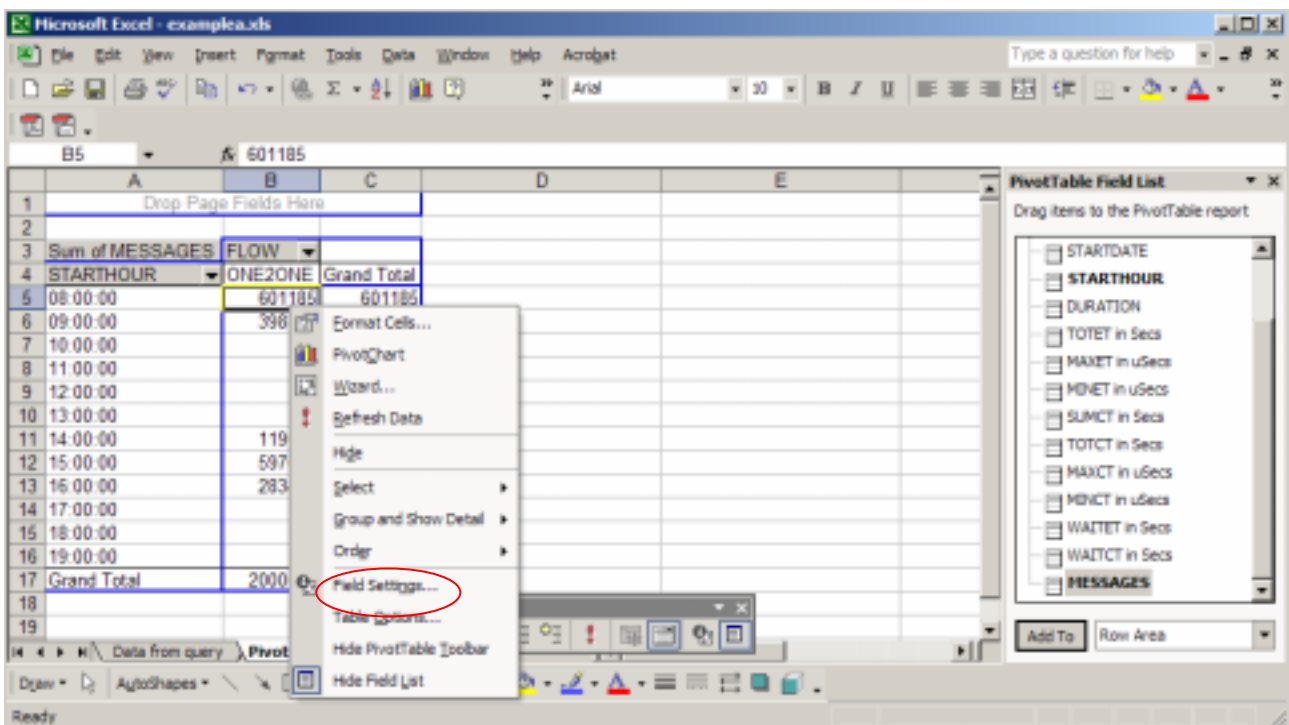 Microsoft Excel - examplea.xls
File Edit View Insert Format Tools Data Window Help Acrobat Type a question for help
Arial 10 B I U
B5 fx 601185
A B C D E
1 Drop Page Fields Here
2
3 Sum of MESSAGES FLOW
4 STARTHOUR ONE2ONE Grand Total
5 08:00:00 601185 601185
6 09:00:00 398
7 10:00:00
8 11:00:00
9 12:00:00
10 13:00:00
11 14:00:00 119
12 15:00:00 597
13 16:00:00 283
14 17:00:00
15 18:00:00
16 19:00:00
17 Grand Total 2000
18
19
Format Cells...
PivotChart
Wizard...
Refresh Data
Hide
Select
Group and Show Detail
Order
Field Settings...
Table Options...
Hide PivotTable Toolbar
Hide Field List
PivotTable Field List
Drag items to the PivotTable report
STARTDATE
STARTHOUR
DURATION
TOTET in Secs
MAXET in uSecs
MINET in uSecs
SUMCT in Secs
TOTCT in Secs
MAXCT in uSecs
MINCT in uSecs
WAITET in Secs
WAITCT in Secs
MESSAGES
Add To Row Area
Data from query Pivot
Draw AutoShapes
Ready